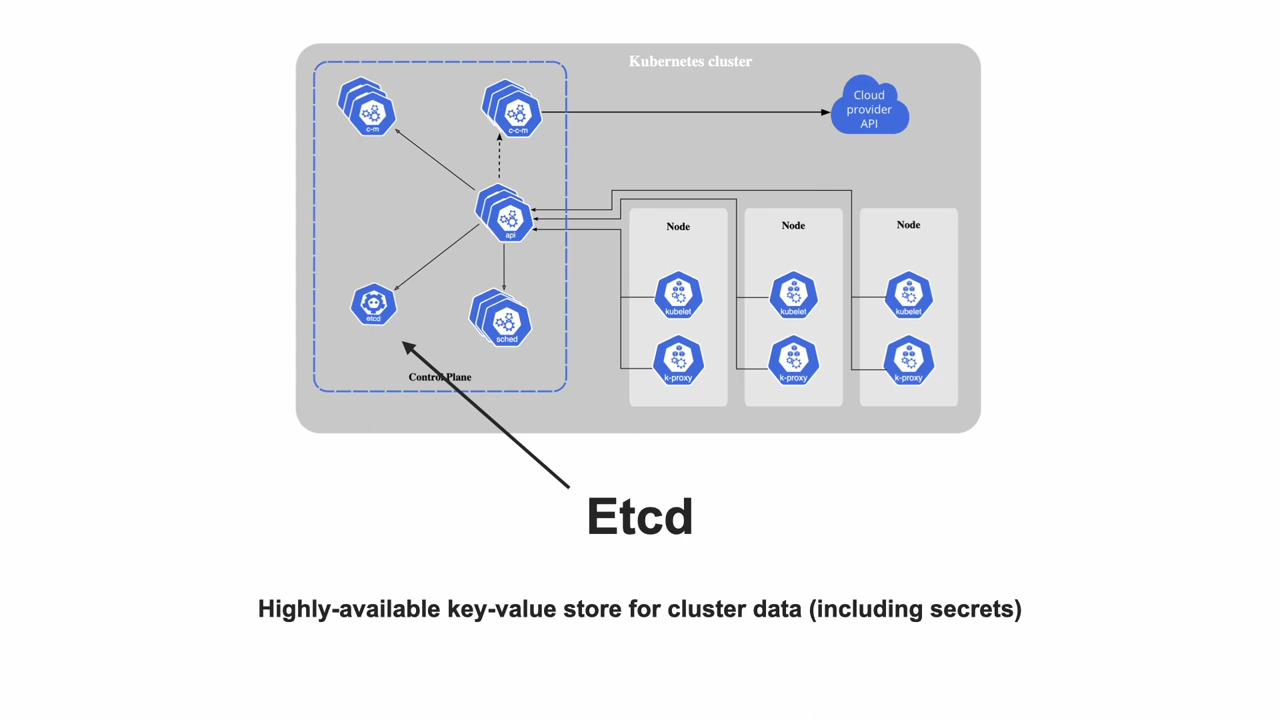 Kubernetes cluster
c-m
c-c-m
Cloud
provider
API
api
Node
Node
Node
etcd
sched
kubelet
kubelet
kubelet
k-proxy
k-proxy
k-proxy
Control Plane
Etcd
Highly-available key-value store for cluster data (including secrets)